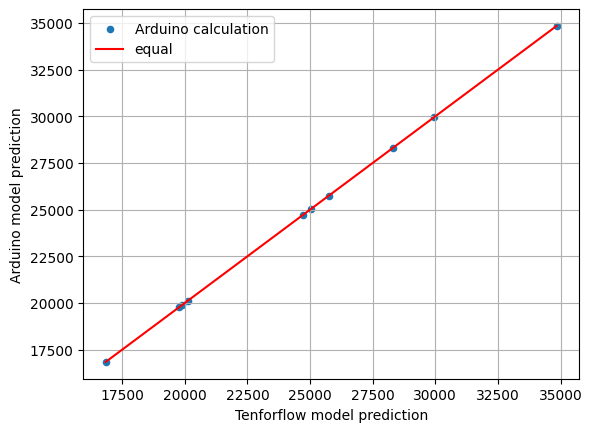 Arduino calculation
equal
35000
32500
30000
27500
25000
22500
20000
17500
Arduino model prediction
17500 20000 22500 25000 27500 30000 32500 35000
Tenforflow model prediction